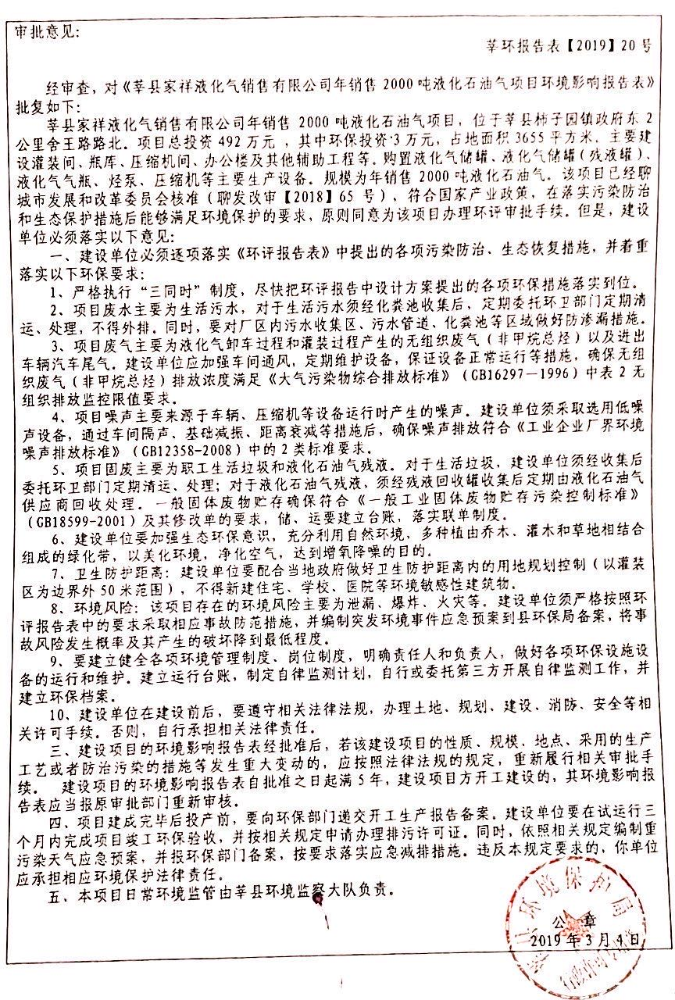 审批意见：
莘环报告表【2019】20 号
经审查，对《莘县家祥液化气销售有限公司年销售 2000 吨液化石油气项目环境影响报告表》
批复如下：
莘县家祥液化气销售有限公司年销售 2000 吨液化石油气项目，位于莘县柿子园镇政府东 2
公里舍王路路北。项目总投资 492 万元 ，其中环保投资 3 万元，占地面积 3655 平方米。主要建
设灌装间、瓶库、压缩机间、办公楼及其他辅助工程等。购置液化气储罐、液化气储罐（残液罐）、
液化气气瓶、烃泵、压缩机等主要生产设备。规模为年销售 2000 吨液化石油气。该项目已经聊
城市发展和改革委员会核准（聊发改审【2018】65 号），符合国家产业政策，在落实污染防治
和生态保护措施后能够满足环境保护的要求，原则同意为该项目办理环评审批手续。但是，建设
单位必须落实以下意见：
一、建设单位必须逐项落实《环评报告表》中提出的各项污染防治、生态恢复措施，并着重
落实以下环保要求：
1、严格执行“三同时”制度，尽快把环评报告中设计方案提出的各项环保措施落实到位。
2、项目废水主要为生活污水，对于生活污水须经化粪池收集后，定期委托环卫部门定期清
运、处理，不得外排。同时，要对厂区内污水收集区、污水管道、化粪池等区域做好防渗漏措施。
3、项目废气主要为液化气卸车过程和灌装过程产生的无组织废气（非甲烷总烃）以及进出
车辆汽车尾气。建设单位应加强车间通风，定期维护设备，保证设备正常运行等措施，确保无组
织废气（非甲烷总烃）排放浓度满足《大气污染物综合排放标准》（GB16297－1996）中表 2 无
组织排放监控限值要求。
4、项目噪声主要来源于车辆、压缩机等设备运行时产生的噪声。建设单位须采取选用低噪
声设备，通过车间隔声、基础减振、距离衰减等措施后，确保噪声排放符合《工业企业厂界环境
噪声排放标准》（GB12358-2008）中的 2 类标准要求。
5、项目固废主要为职工生活垃圾和液化石油气残液。对于生活垃圾，建设单位须经收集后
委托环卫部门定期清运、处理；对于液化石油气残液，须经残液回收罐收集后定期由液化石油气
供应商回收处理。一般固体废物贮存确保符合《一般工业固体废物贮存污染控制标准》
（GB18599-2001）及其修改单的要求，储、运要建立台账，落实联单制度。
6、建设单位要加强生态环保意识，充分利用自然环境，多种植由乔木、灌木和草地相结合
组成的绿化带，以美化环境，净化空气，达到增氧降噪的目的。
7、卫生防护距离：建设单位要配合当地政府做好卫生防护距离内的用地规划控制（以灌装
区为边界外 50 米范围），不得新建住宅、学校、医院等环境敏感性建筑物。
8、环境风险：该项目存在的环境风险主要为泄漏、爆炸、火灾等。建设单位须严格按照环
评报告表中的要求采取相应事故防范措施，并编制突发环境事件应急预案到县环保局备案，将事
故风险发生概率及其产生的破坏降到最低程度。
9、要建立健全各项环境管理制度、岗位制度，明确责任人和负责人，做好各项环保设施设
备的运行和维护。建立运行台账，制定自律监测计划，自行或委托第三方开展自律监测工作，并
建立环保档案。
10、建设单位在建设前后，要遵守相关法律法规，办理土地、规划、建设、消防、安全等相
关许可手续。否则，自行承担相关法律责任。
三、建设项目的环境影响报告表经批准后，若该建设项目的性质、规模、地点、采用的生产
工艺或者防治污染的措施等发生重大变动的，应按照法律法规的规定，重新履行相关审批手
续。 建设项目的环境影响报告表自批准之日起满 5 年，建设项目方开工建设的，其环境影响报
告表应当报原审批部门重新审核。
四、项目建成完毕后投产前，要向环保部门递交开工生产报告备案。建设单位要在试运行三
个月内完成项目竣工环保验收，并按相关规定申请办理排污许可证。同时，依照相关规定编制重
污染天气应急预案，并报环保部门备案，按要求落实应急减排措施。违反本规定要求的，你单位
应承担相应环境保护法律责任。
五、本项目日常环境监管由莘县环境监察大队负责。
莘县环境保护局
公 章
2019 年 3 月 4 日